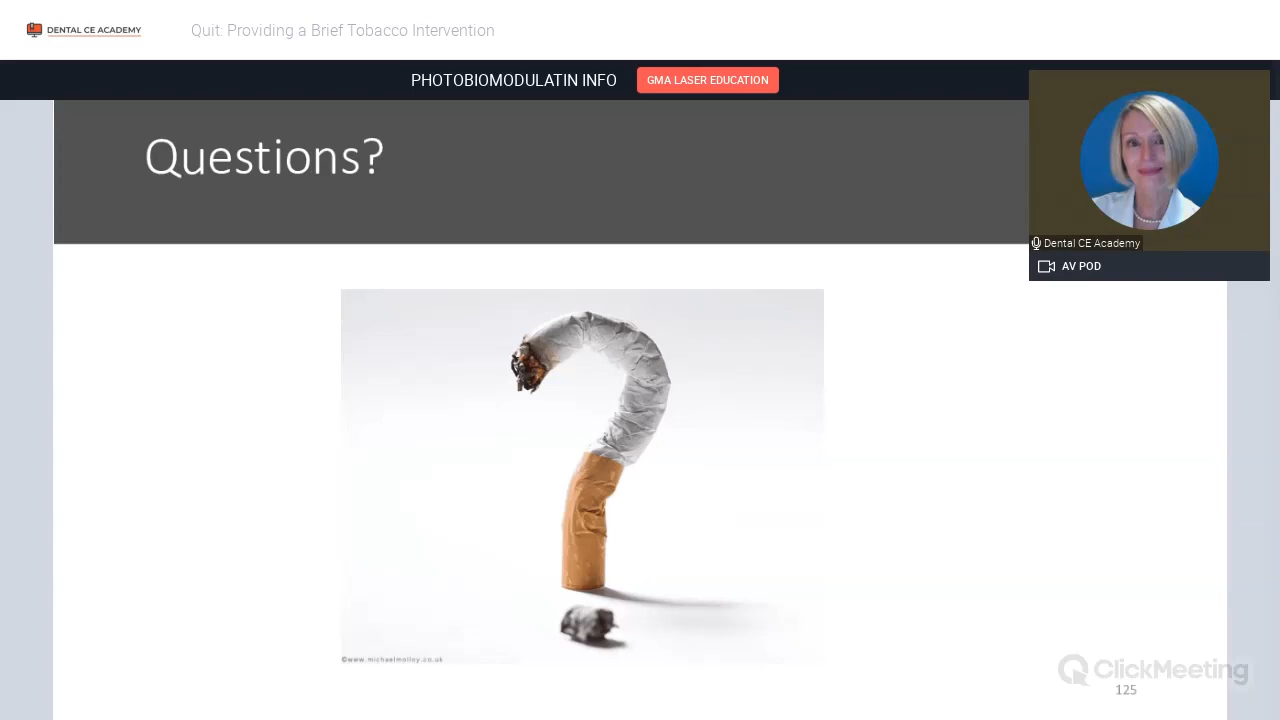 DENTAL CE ACADEMY
Quit: Providing a Brief Tobacco Intervention
PHOTOBIOMODULATIN INFO
GMA LASER EDUCATION
Questions?
Dental CE Academy
AV POD
©www.michaelmolloy.co.uk
ClickMeeting
125